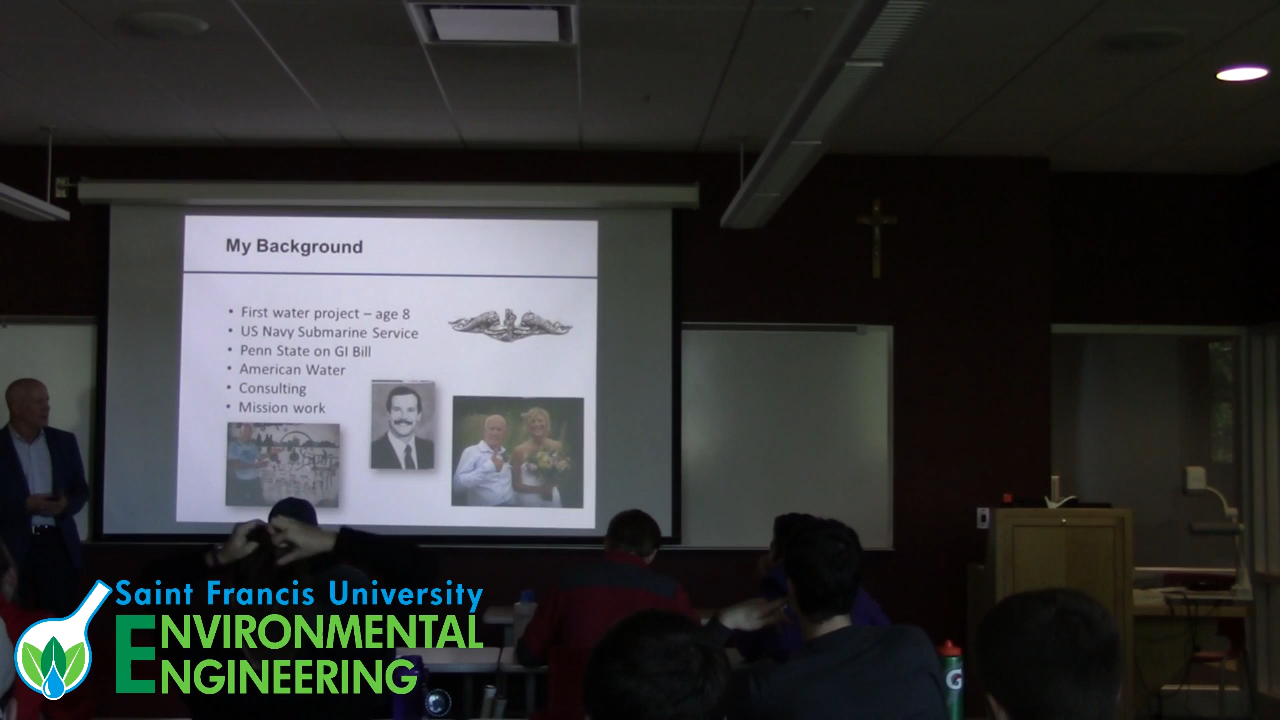 My Background
• First water project – age 8
• US Navy Submarine Service
• Penn State on GI Bill
• American Water
• Consulting
• Mission work
Saint Francis University
ENVIRONMENTAL
ENGINEERING
G